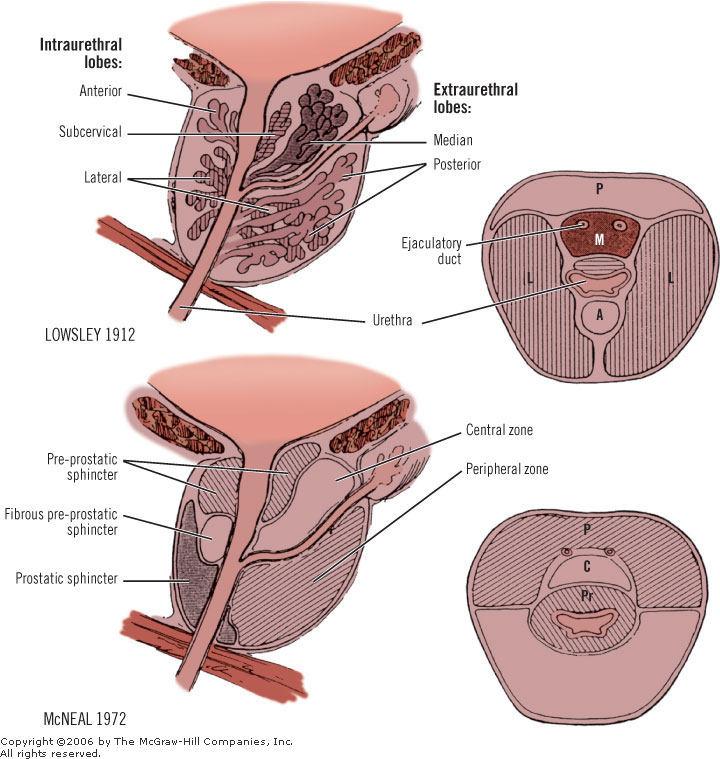 Intraurethral
lobes:
Anterior
Subcervical
Lateral
Extraurethral
lobes:
Median
Posterior
Ejaculatory
duct
Urethra
P
M
L
L
A
LOWSLEY 1912
Pre-prostatic
sphincter
Fibrous pre-prostatic
sphincter
Prostatic sphincter
Central zone
Peripheral zone
P
C
Pr
McNEAL 1972
Copyright ©2006 by The McGraw-Hill Companies, Inc.
All rights reserved.